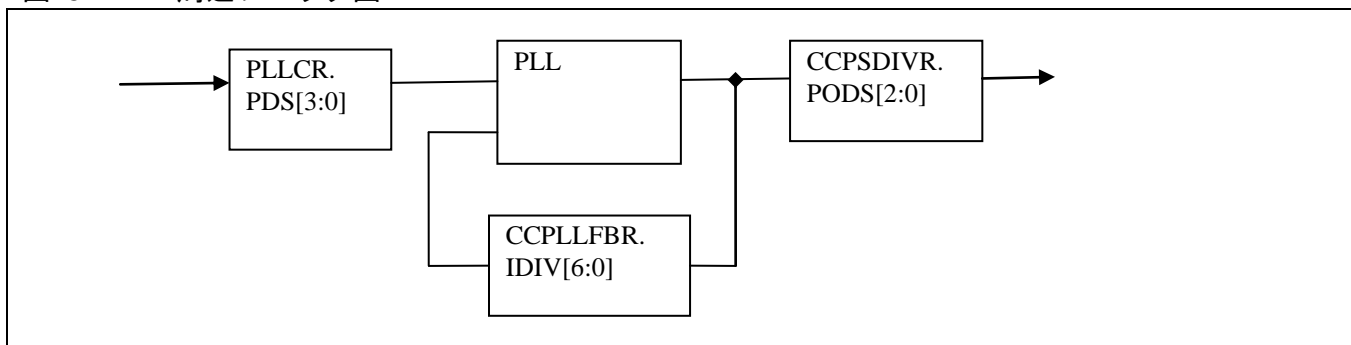 PLLCR.
PDS[3:0]
PLL
CCPSDIVR.
PODS[2:0]
CCPLLFBR.
IDIV[6:0]